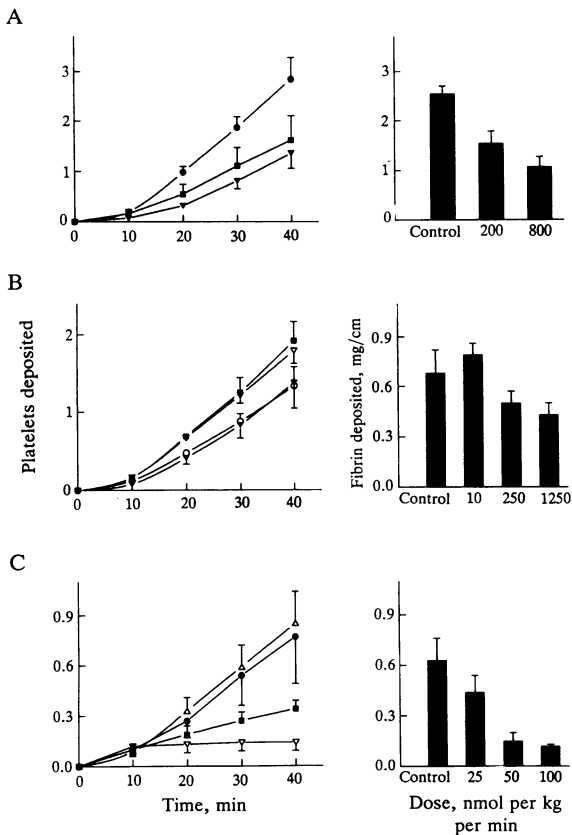 A
3
2
1
0
0 10 20 30 40
3
2
1
0
Control 200 800
B
Platelets deposited
2
1
0
0 10 20 30 40
Fibrin deposited, mg/cm
0.9
0.6
0.3
0.0
Control 10 250 1250
C
0.9
0.6
0.3
0.0
0 10 20 30 40
Time, min
0.9
0.6
0.3
0.0
Control 25 50 100
Dose, nmol per kg
per min